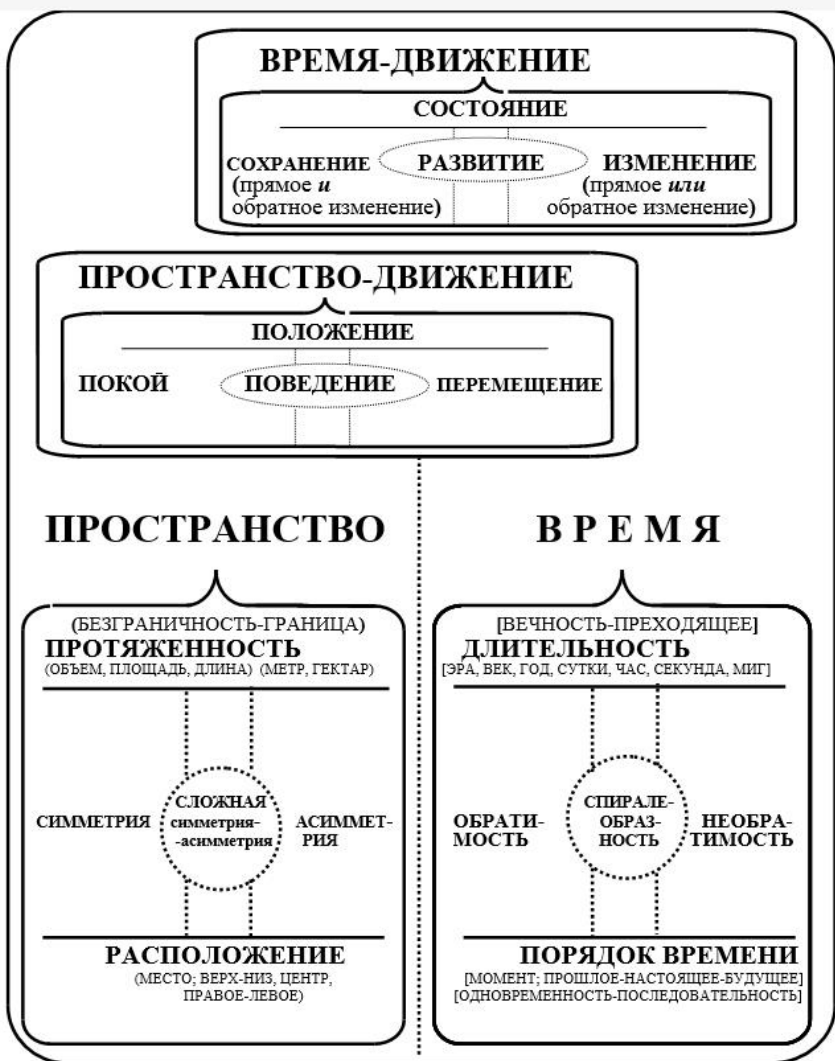 ВРЕМЯ-ДВИЖЕНИЕ
СОСТОЯНИЕ
СОХРАНЕНИЕ РАЗВИТИЕ ИЗМЕНЕНИЕ
(прямое и (прямое или
обратное изменение) обратное изменение)
ПРОСТРАНСТВО-ДВИЖЕНИЕ
ПОЛОЖЕНИЕ
ПОКОЙ ПОВЕДЕНИЕ ПЕРЕМЕЩЕНИЕ
ПРОСТРАНСТВО
(БЕЗГРАНИЧНОСТЬ-ГРАНИЦА)
ПРОТЯЖЕННОСТЬ
(ОБЪЕМ, ПЛОЩАДЬ, ДЛИНА) (МЕТР, ГЕКТАР)
СИММЕТРИЯ
СЛОЖНАЯ
симметрия-
-асимметрия
АСИММЕТ-
РИЯ
РАСПОЛОЖЕНИЕ
(МЕСТО; ВЕРХ-НИЗ, ЦЕНТР,
ПРАВОЕ-ЛЕВОЕ)
В Р Е М Я
[ВЕЧНОСТЬ-ПРЕХОДЯЩЕЕ]
ДЛИТЕЛЬНОСТЬ
[ЭРА, ВЕК, ГОД, СУТКИ, ЧАС, СЕКУНДА, МИГ]
ОБРАТИ-
МОСТЬ
СПИРАЛЕ-
ОБРАЗ-
НОСТЬ
НЕОБРА-
ТИМОСТЬ
ПОРЯДОК ВРЕМЕНИ
[МОМЕНТ; ПРОШЛОЕ-НАСТОЯЩЕЕ-БУДУЩЕЕ]
[ОДНОВРЕМЕННОСТЬ-ПОСЛЕДОВАТЕЛЬНОСТЬ]